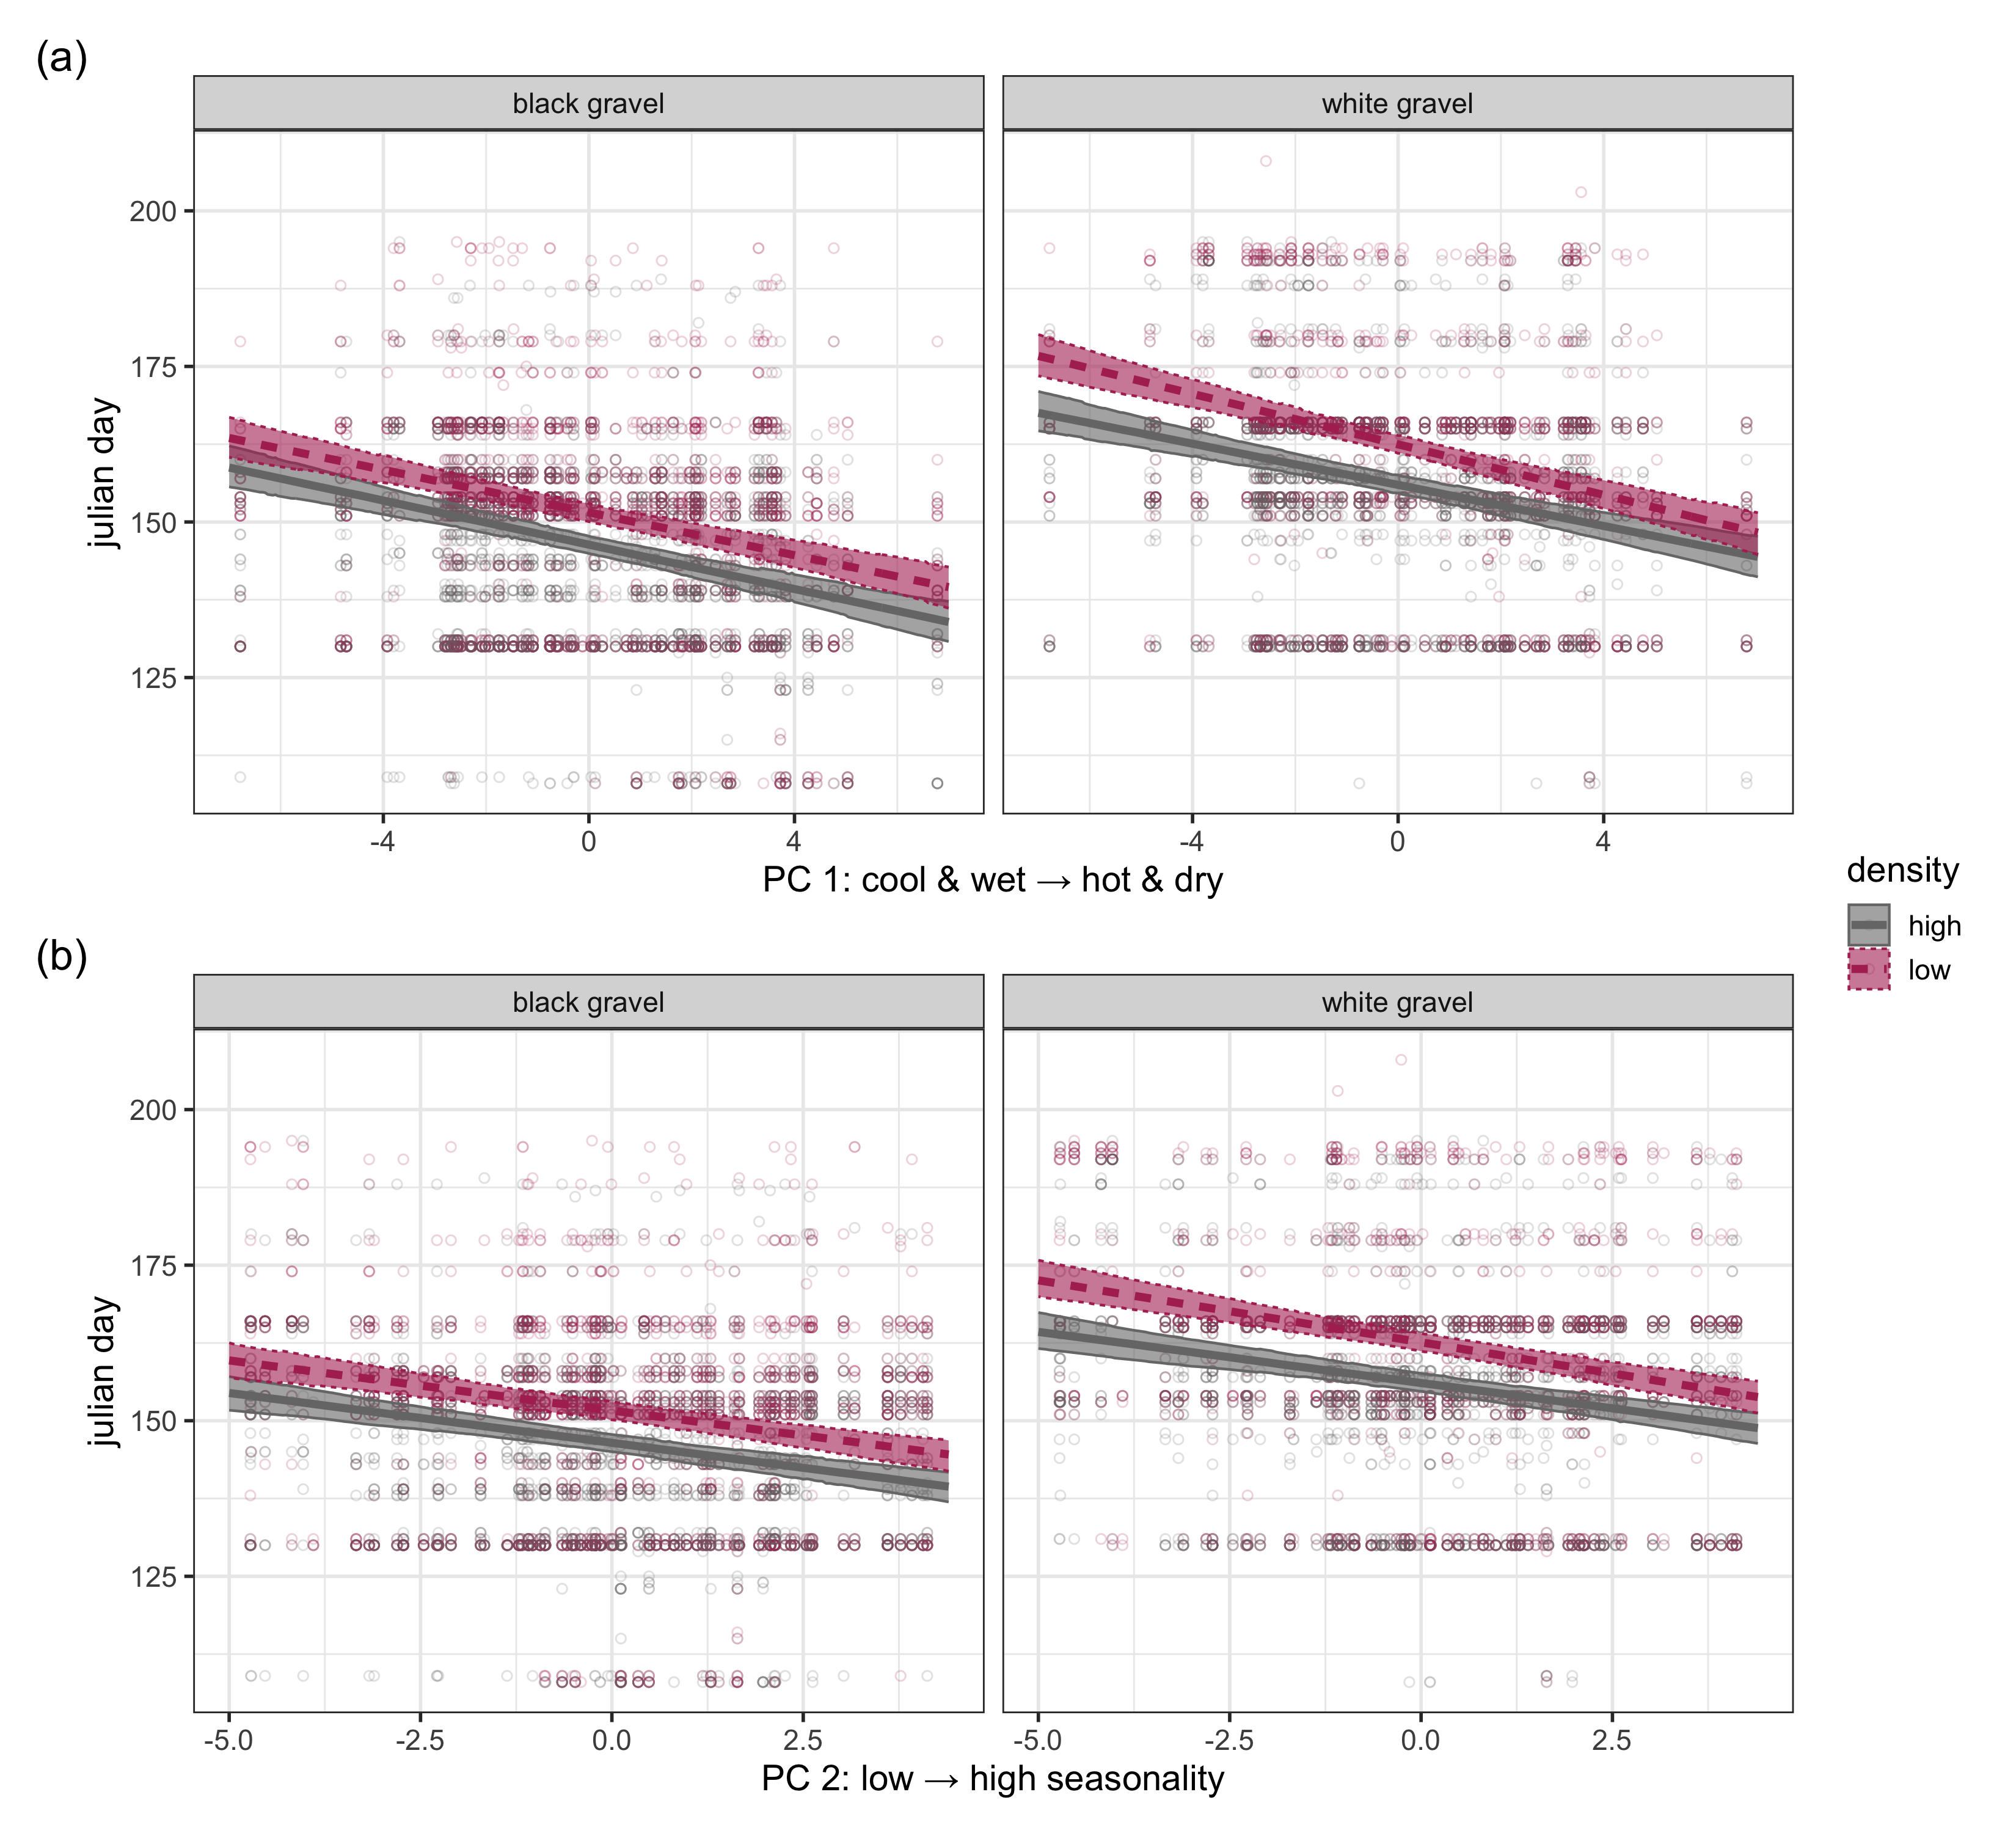 (a)
black gravel
white gravel
200
175
150
125
julian day
-4
0
4
-4
0
4
PC 1: cool & wet → hot & dry
density
high
low
(b)
black gravel
white gravel
200
175
150
125
julian day
-5.0
-2.5
0.0
2.5
-5.0
-2.5
0.0
2.5
PC 2: low → high seasonality